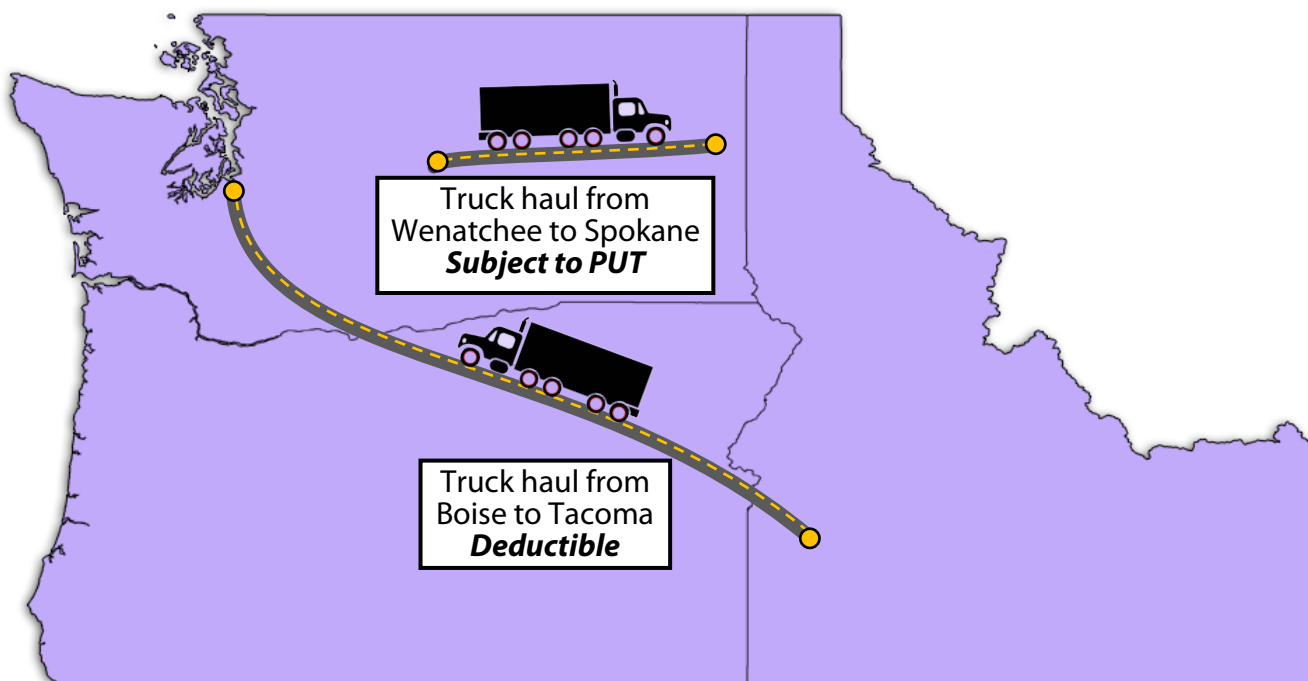 Truck haul from
Wenatchee to Spokane
Subject to PUT
Truck haul from
Boise to Tacoma
Deductible